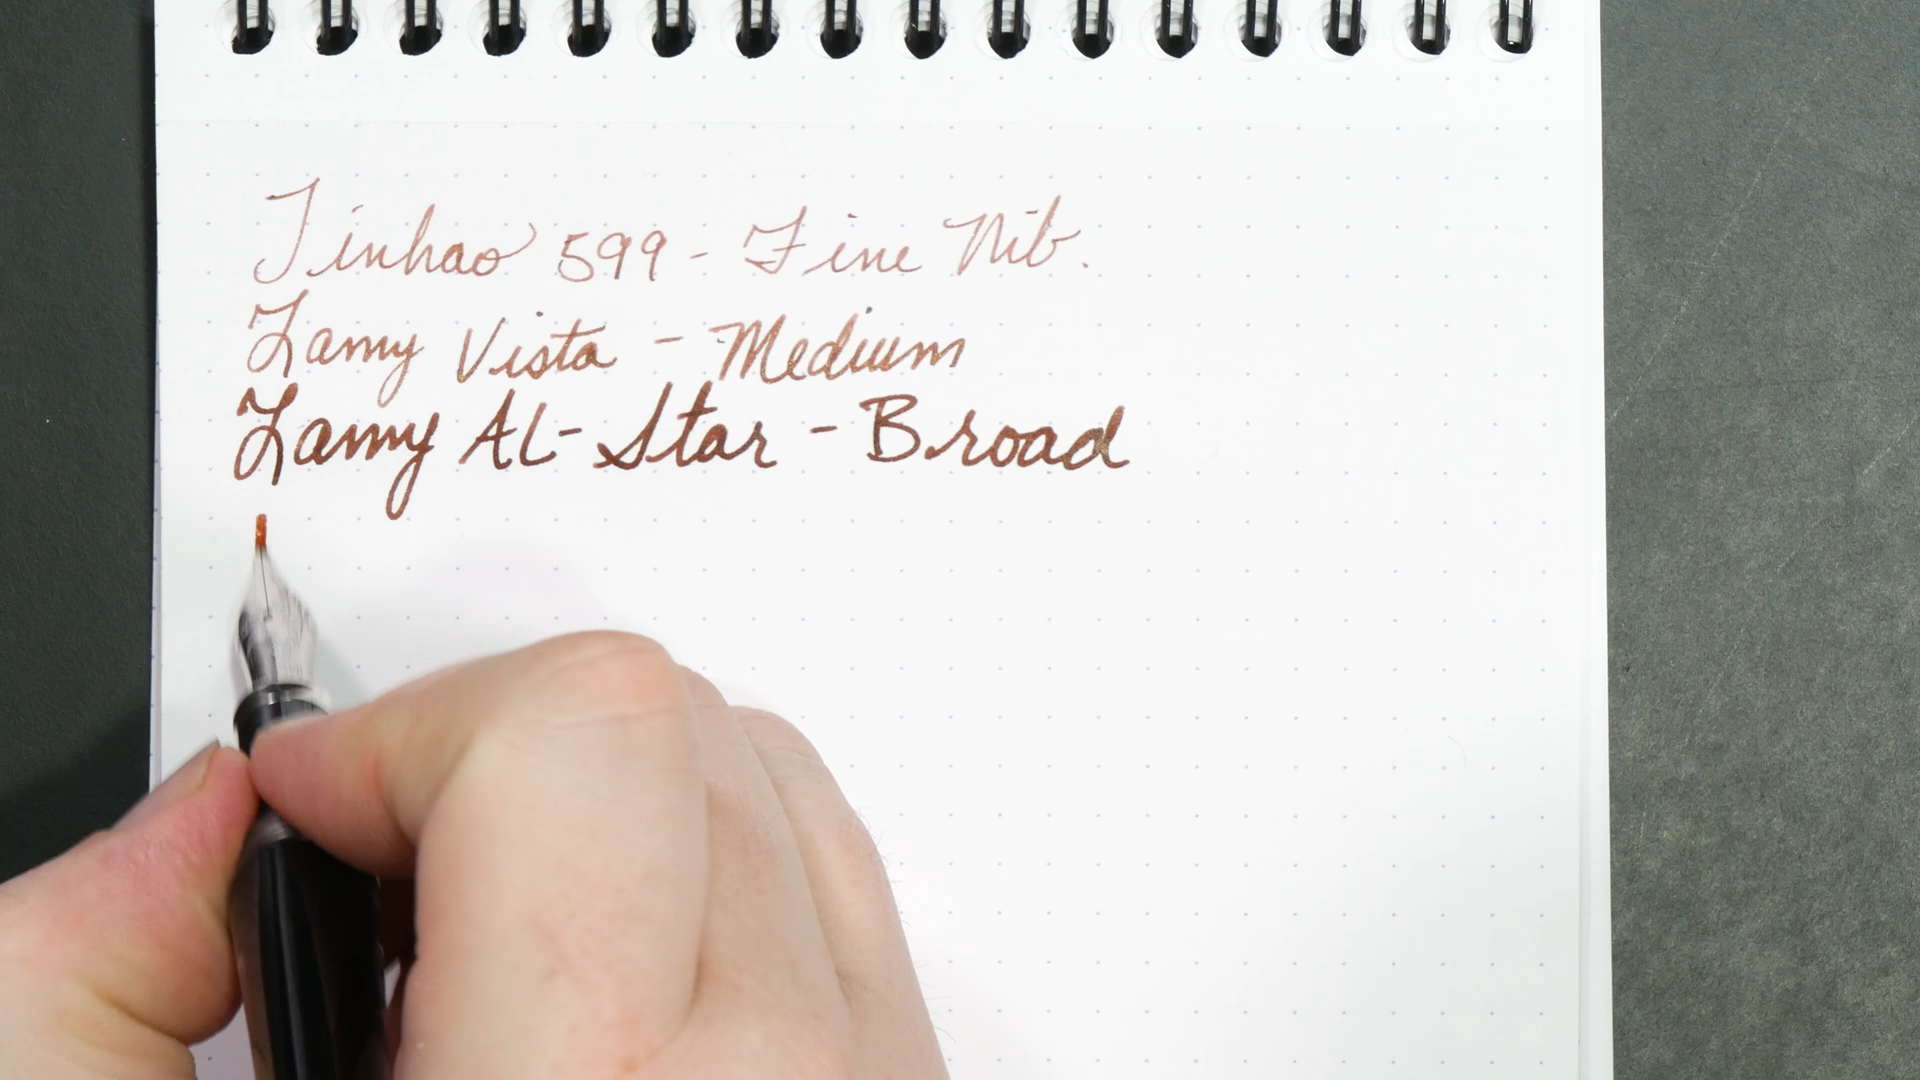 Jinhao 599 - Fine Nib.
Lamy Vista - Medium
Lamy AL-Star - Broad